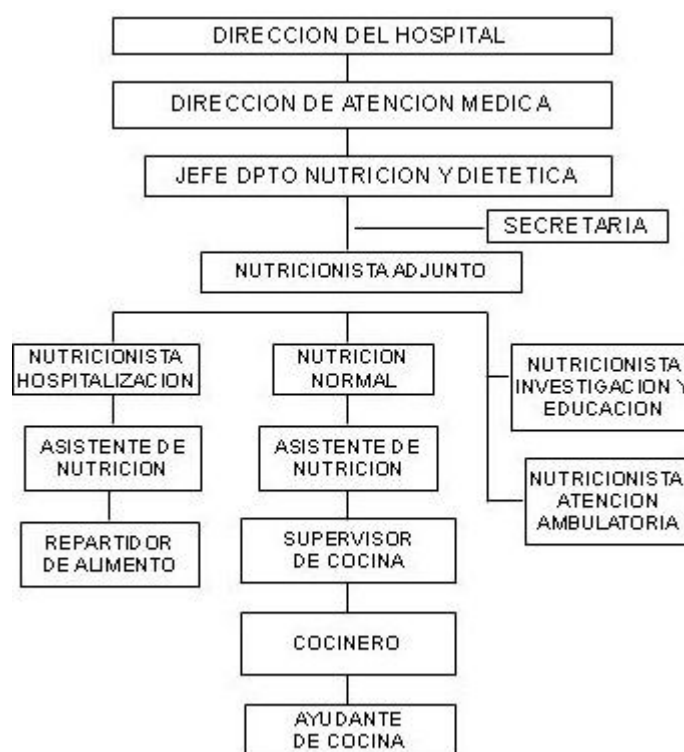 DIRECCION DEL HOSPITAL
DIRECCION DE ATENCION MEDICA
JEFE DPTO NUTRICION Y DIETETICA
SECRETARIA
NUTRICIONISTA ADJUNTO
NUTRICIONISTA
HOSPITALIZACION
NUTRICION
NORMAL
NUTRICIONISTA
INVESTIGACION Y
EDUCACION
ASISTENTE DE
NUTRICION
ASISTENTE DE
NUTRICION
NUTRICIONISTA
ATENCION
AMBULATORIA
REPARTIDOR
DE ALIMENTO
SUPERVISOR
DE COCINA
COCINERO
AYUDANTE
DE COCINA